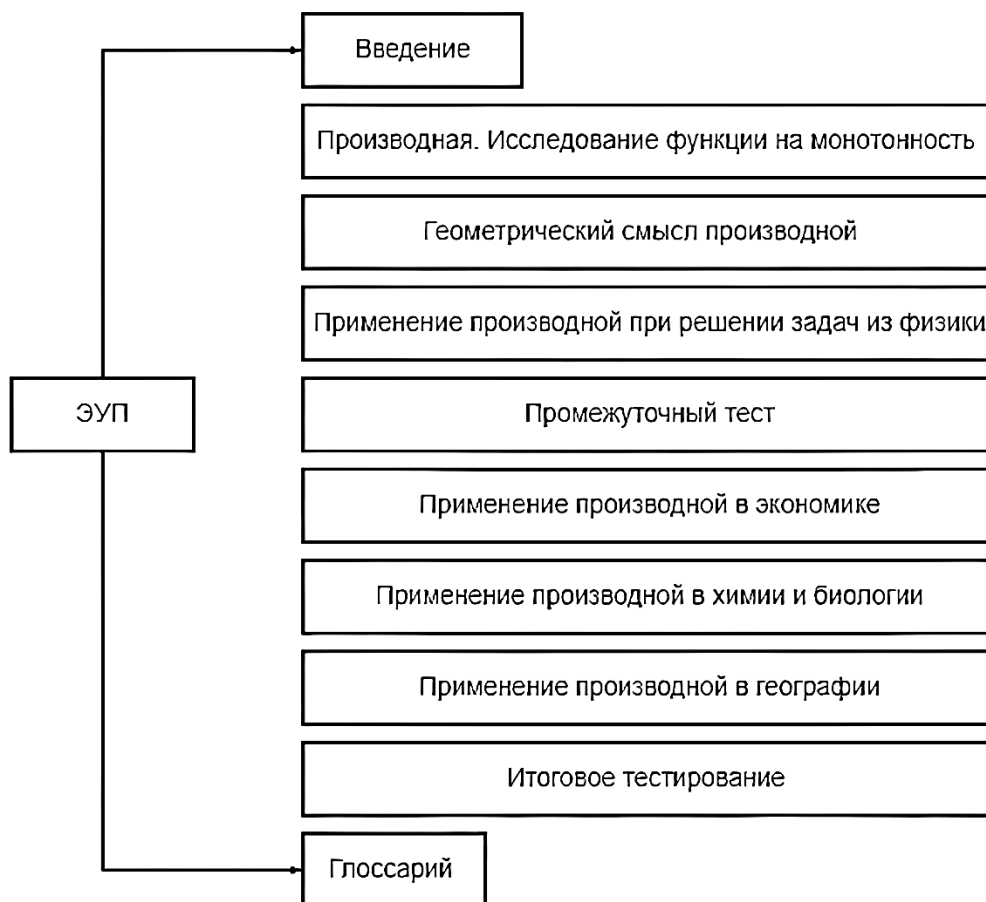 Введение
Производная. Исследование функции на монотонность
Геометрический смысл производной
Применение производной при решении задач из физики
ЭУП
Промежуточный тест
Применение производной в экономике
Применение производной в химии и биологии
Применение производной в географии
Итоговое тестирование
Глоссарий